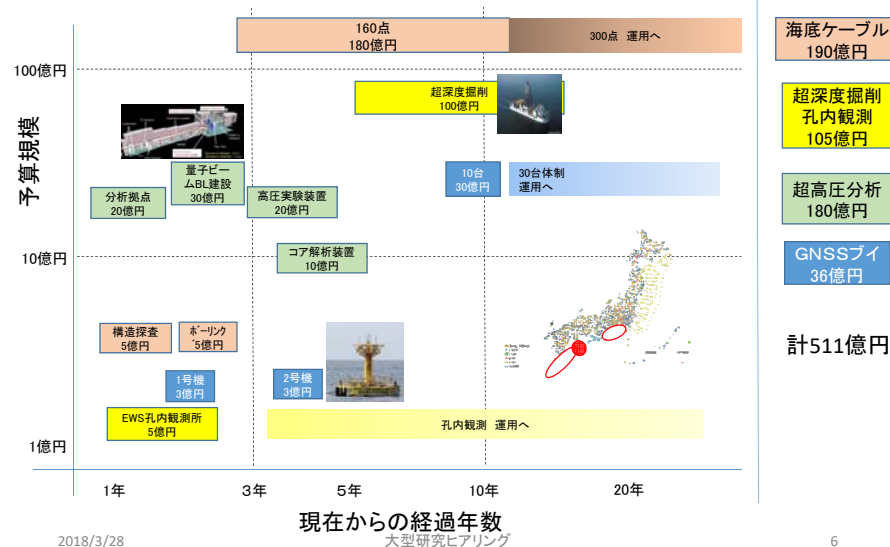 160点
180億円
300点 運用へ
100億円
超深度掘削
100億円
量子ビー
ムBL建設
30億円
分析拠点
20億円
高圧実験装置
20億円
10台
30億円
30台体制
運用へ
コア解析装置
10億円
10億円
構造探査
5億円
ボーリング
5億円
1号機
3億円
2号機
3億円
EWS孔内観測所
5億円
孔内観測 運用へ
1億円
予算規模
1年
3年
5年
10年
20年
現在からの経過年数
海底ケーブル
190億円
超深度掘削
孔内観測
105億円
超高圧分析
180億円
GNSSブイ
36億円
計511億円
2018/3/28
大型研究ヒアリング
6